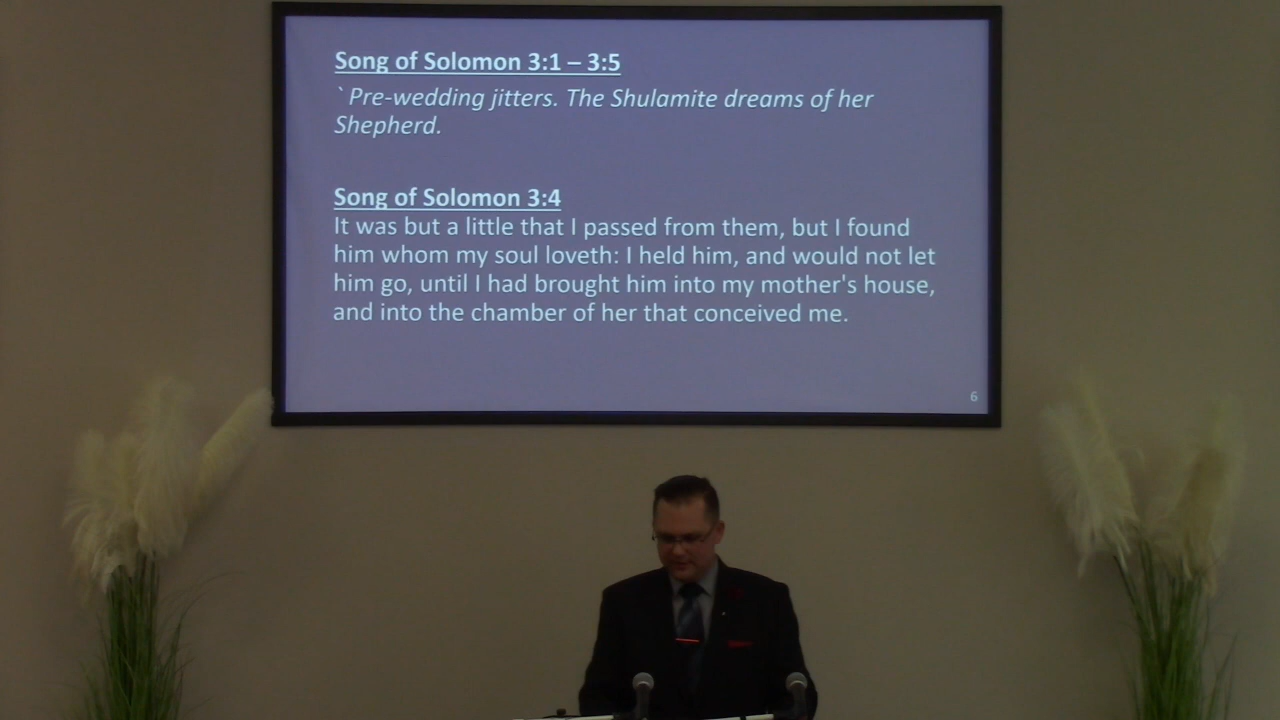 Song of Solomon 3:1 – 3:5
` Pre-wedding jitters. The Shulamite dreams of her
Shepherd.
Song of Solomon 3:4
It was but a little that I passed from them, but I found
him whom my soul loveth: I held him, and would not let
him go, until I had brought him into my mother's house,
and into the chamber of her that conceived me.
6